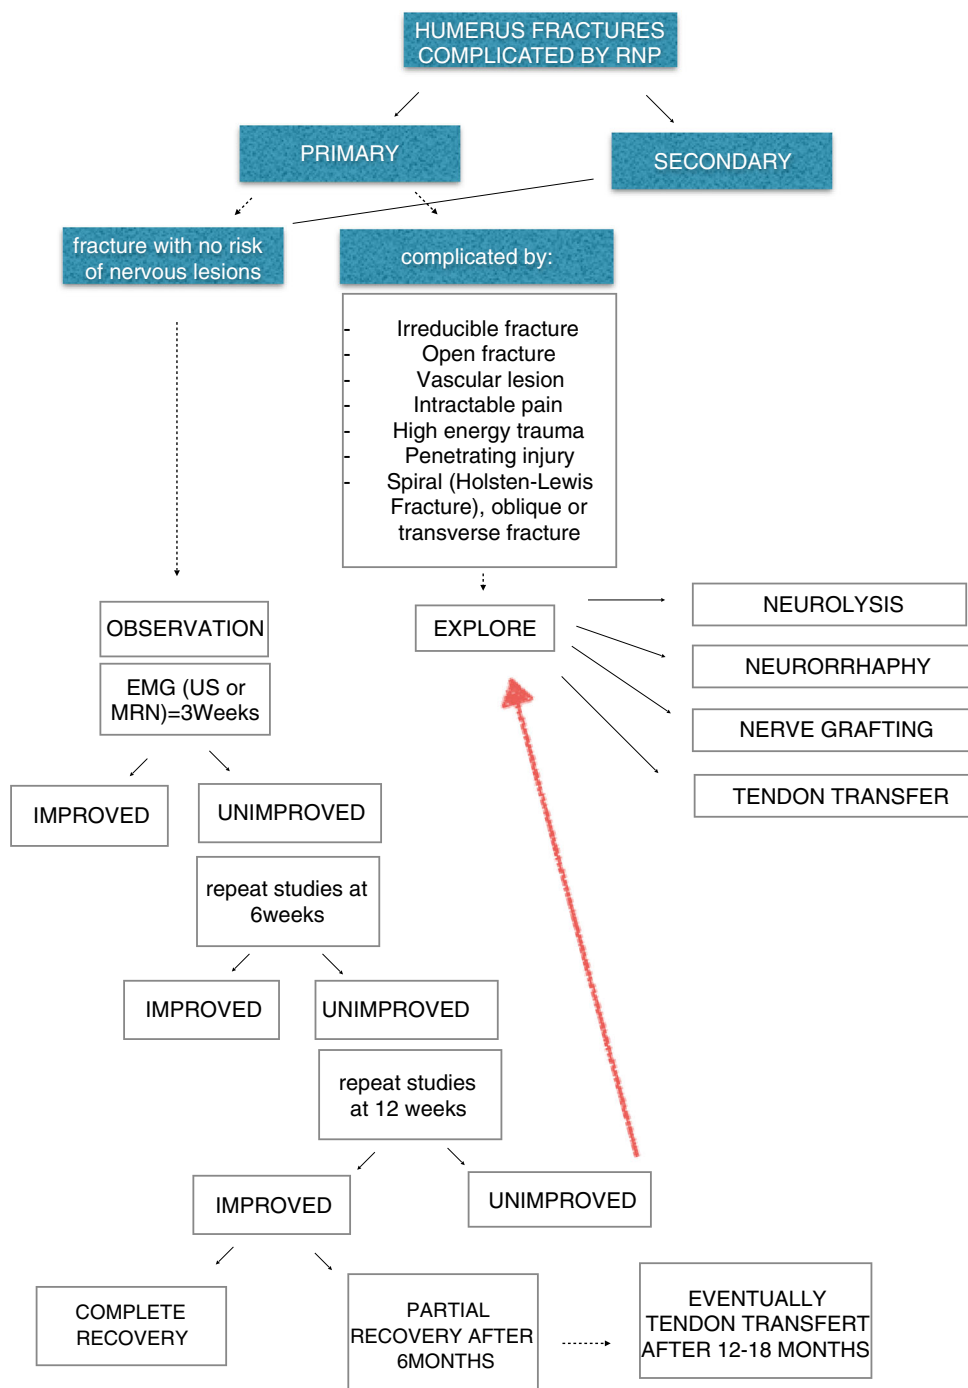 HUMERUS FRACTURES
COMPLICATED BY RNP
PRIMARY
SECONDARY
fracture with no risk
of nervous lesions
complicated by:
- Irreducible fracture
- Open fracture
- Vascular lesion
- Intractable pain
- High energy trauma
- Penetrating injury
- Spiral (Holsten-Lewis
Fracture), oblique or
transverse fracture
OBSERVATION
EMG (US or
MRN)=3Weeks
EXPLORE
NEUROLYSIS
NEURORRHAPHY
NERVE GRAFTING
TENDON TRANSFER
IMPROVED
UNIMPROVED
repeat studies at
6weeks
IMPROVED
UNIMPROVED
repeat studies
at 12 weeks
IMPROVED
UNIMPROVED
COMPLETE
RECOVERY
PARTIAL
RECOVERY AFTER
6MONTHS
EVENTUALLY
TENDON TRANSFERT
AFTER 12-18 MONTHS